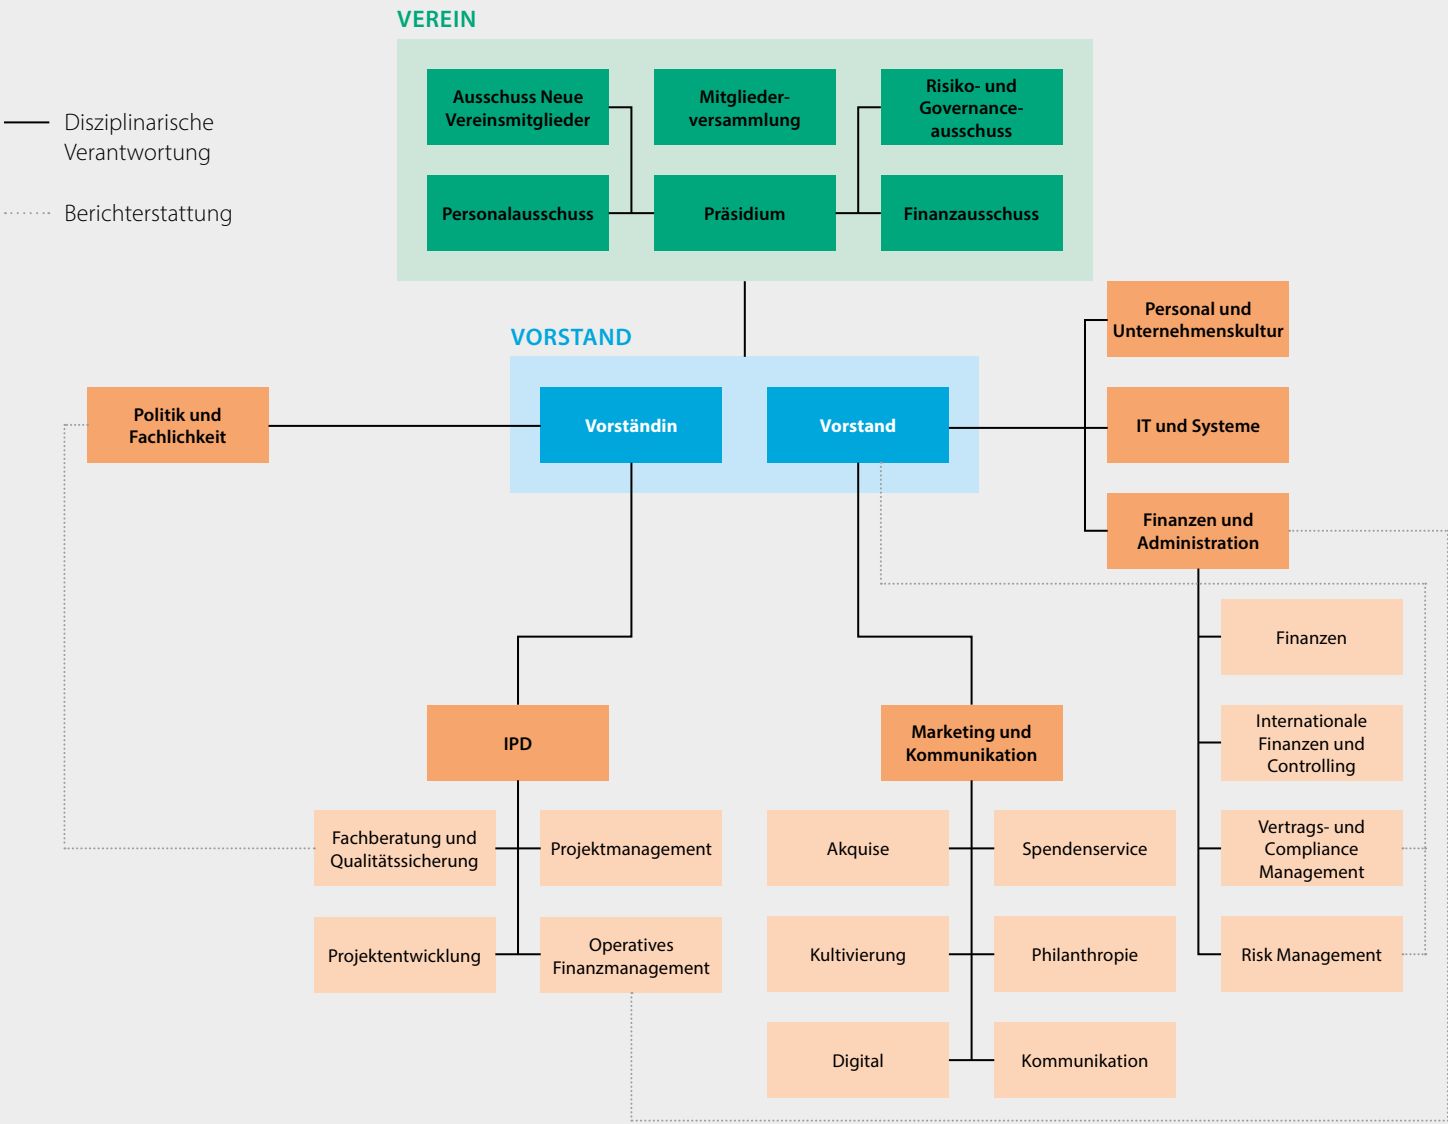 VEREIN
Disziplinarische
Verantwortung
Berichterstattung
Ausschuss Neue
Vereinsmitglieder
Mitglieder-
versammlung
Risiko- und
Governance-
ausschuss
Personalausschuss
Präsidium
Finanzausschuss
VORSTAND
Politik und
Fachlichkeit
Vorständin
Vorstand
Personal und
Unternehmenskultur
IT und Systeme
Finanzen und
Administration
Finanzen
Internationale
Finanzen und
Controlling
Vertrags- und
Compliance
Management
Risk Management
IPD
Fachberatung und
Qualitätssicherung
Projektmanagement
Projektentwicklung
Operatives
Finanzmanagement
Marketing und
Kommunikation
Akquise
Spendenservice
Kultivierung
Philanthropie
Digital
Kommunikation